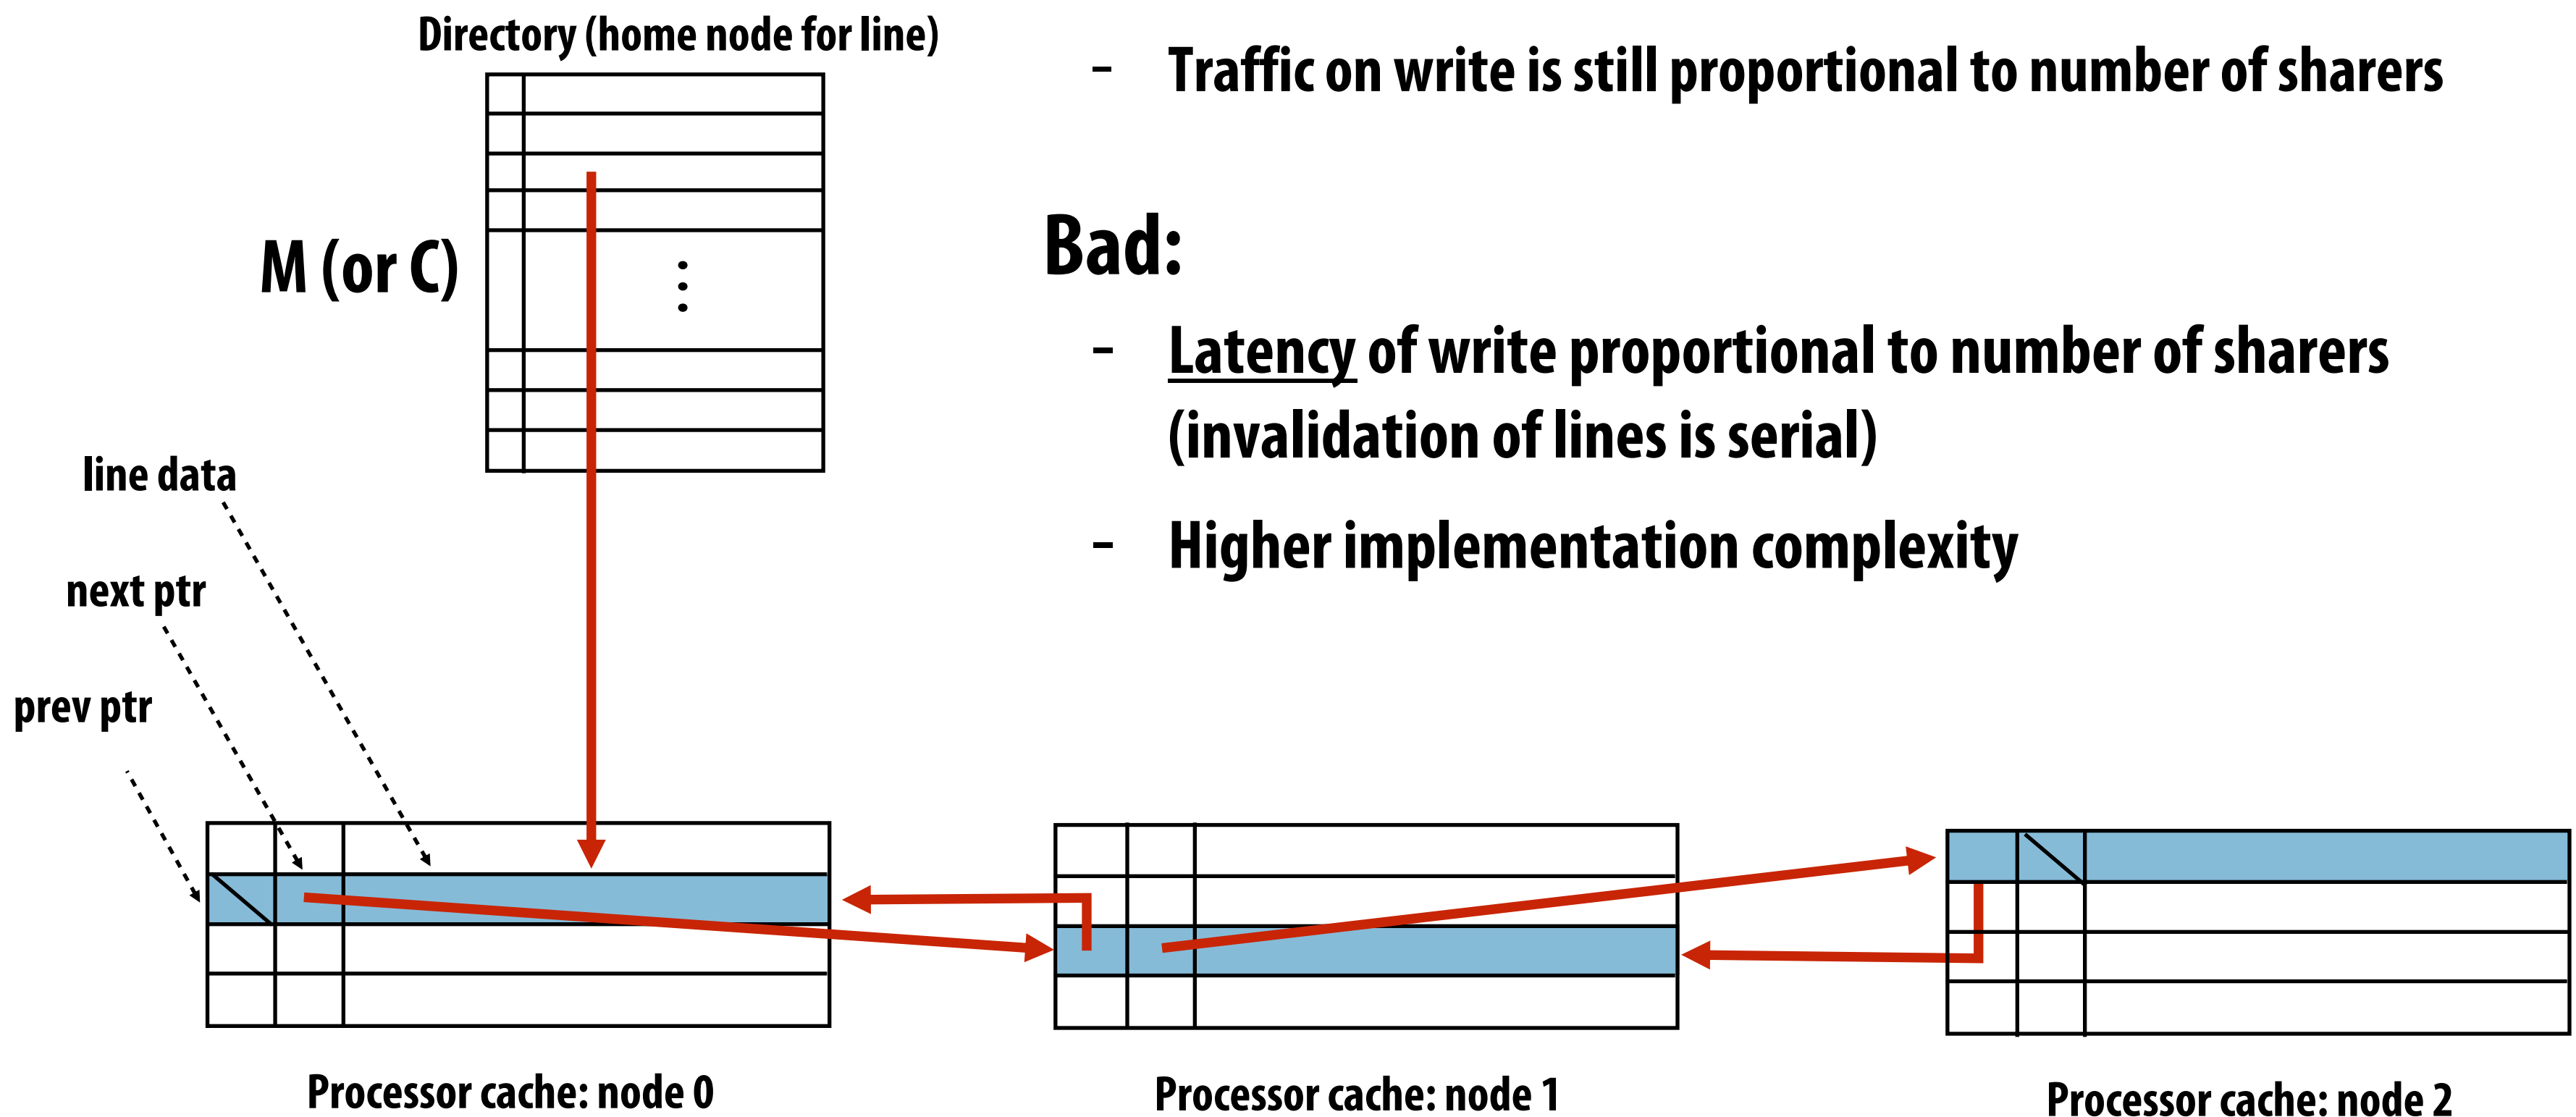 Directory (home node for line)
- Traffic on write is still proportional to number of sharers
M (or C)
Bad:
- Latency of write proportional to number of sharers
(invalidation of lines is serial)
- Higher implementation complexity
line data
next ptr
prev ptr
Processor cache: node 0
Processor cache: node 1
Processor cache: node 2